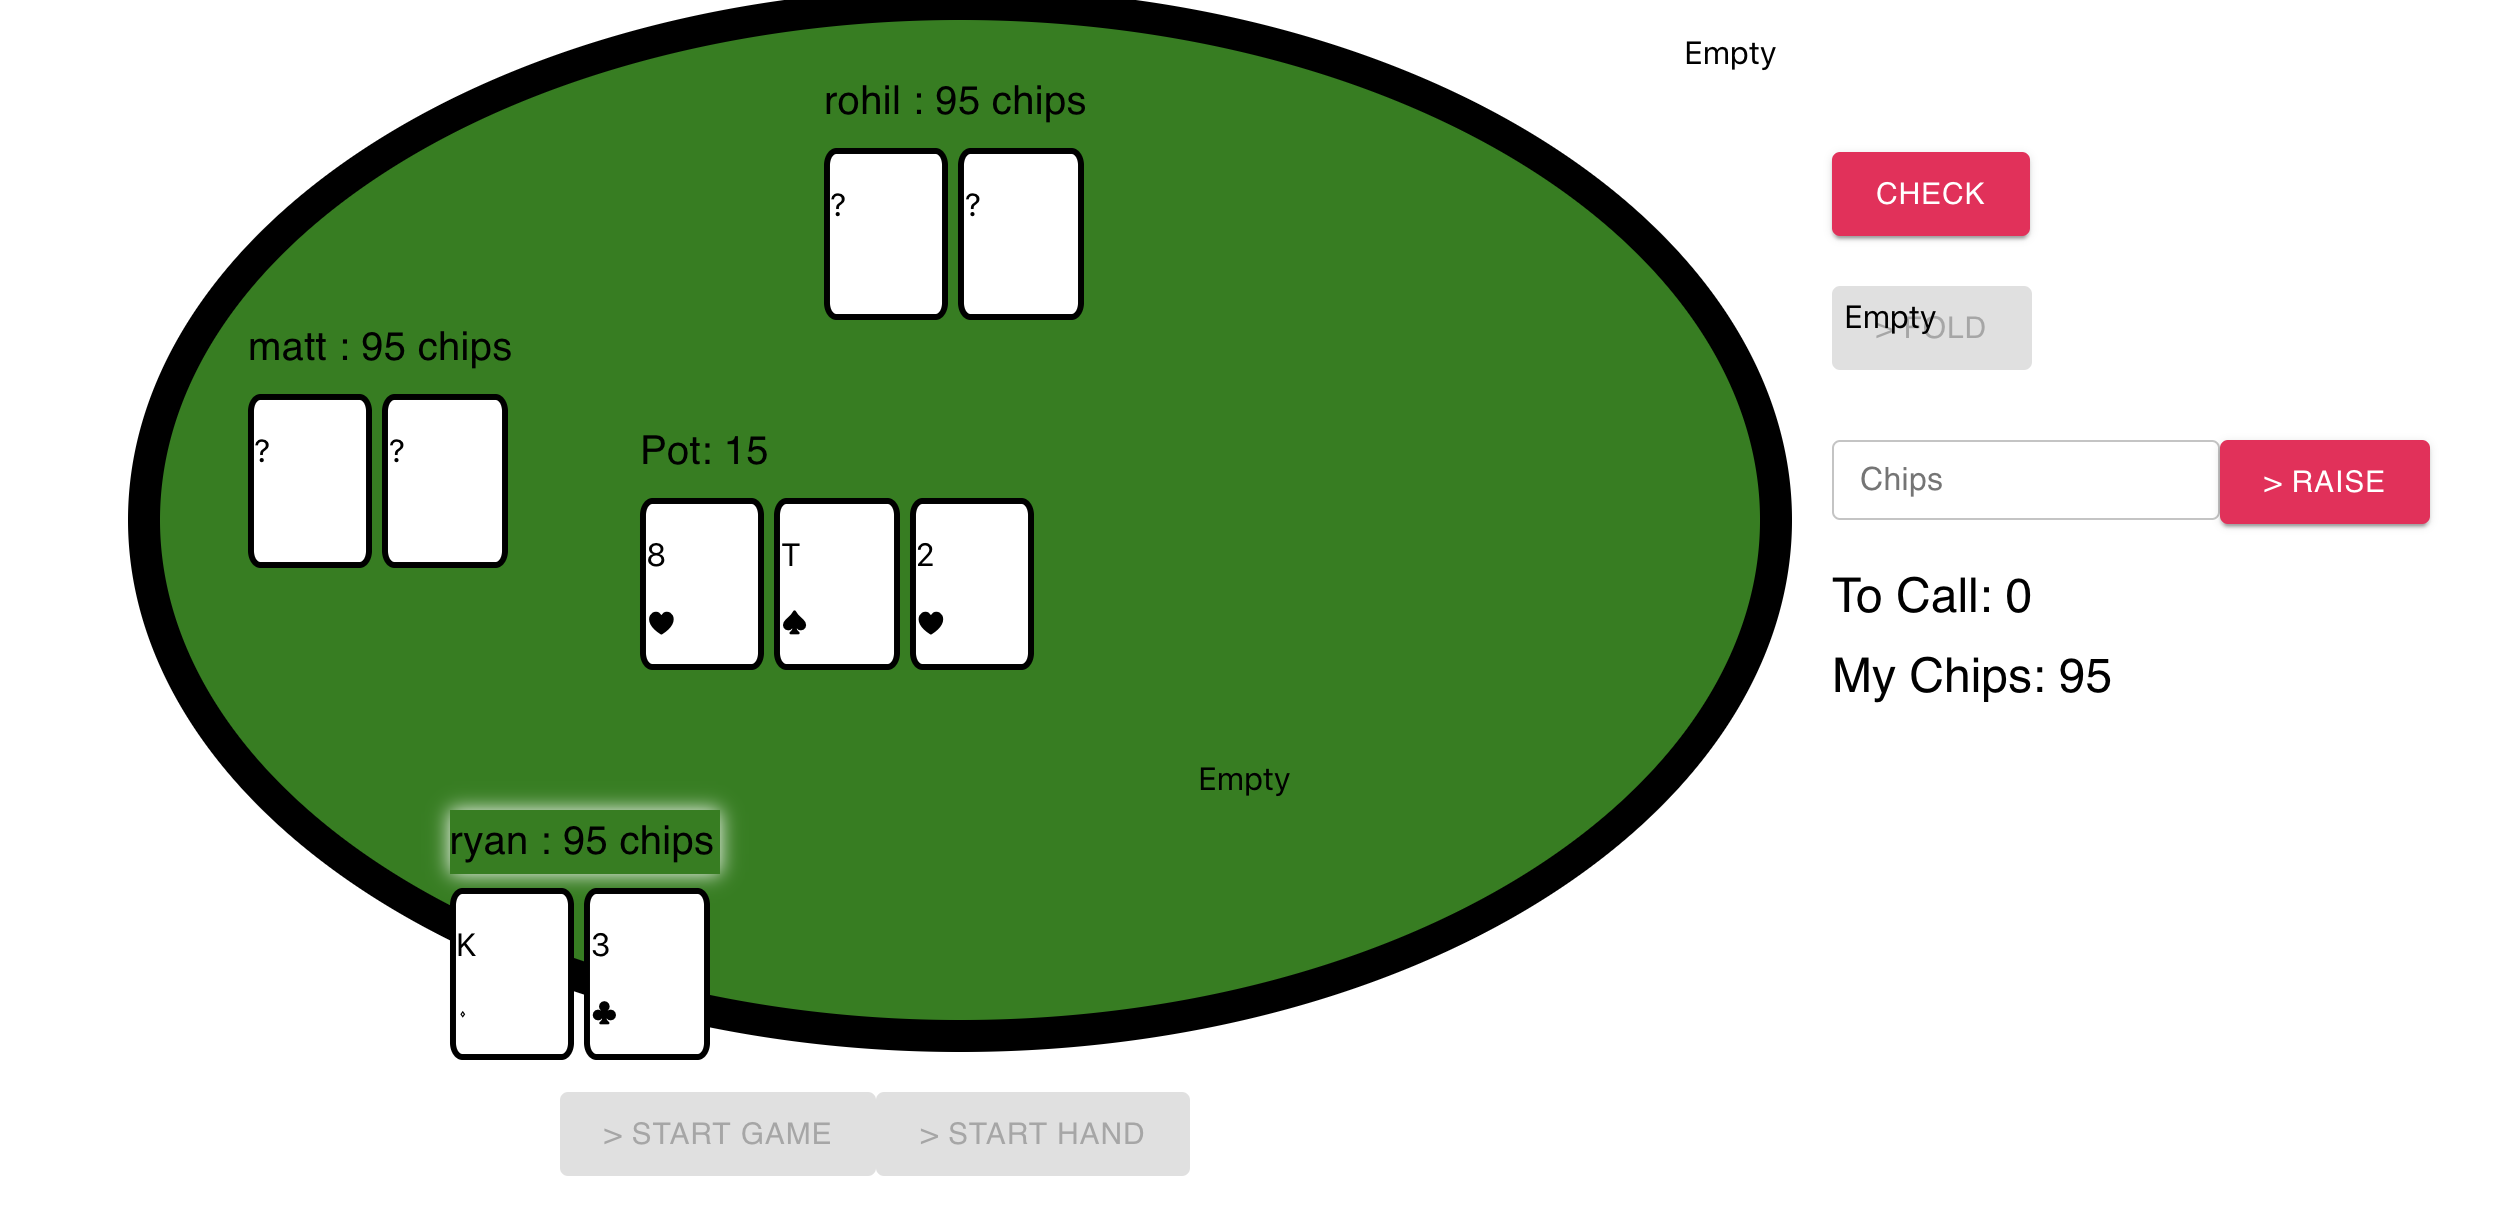 Empty
rohil : 95 chips
? ?
CHECK
Empty
> FOLD
matt : 95 chips
? ?
Pot: 15
Chips
> RAISE
8 T 2
♥ ♠ ♥
To Call: 0
My Chips: 95
Empty
ryan : 95 chips
K 3
⬦ ♣
> START GAME
> START HAND